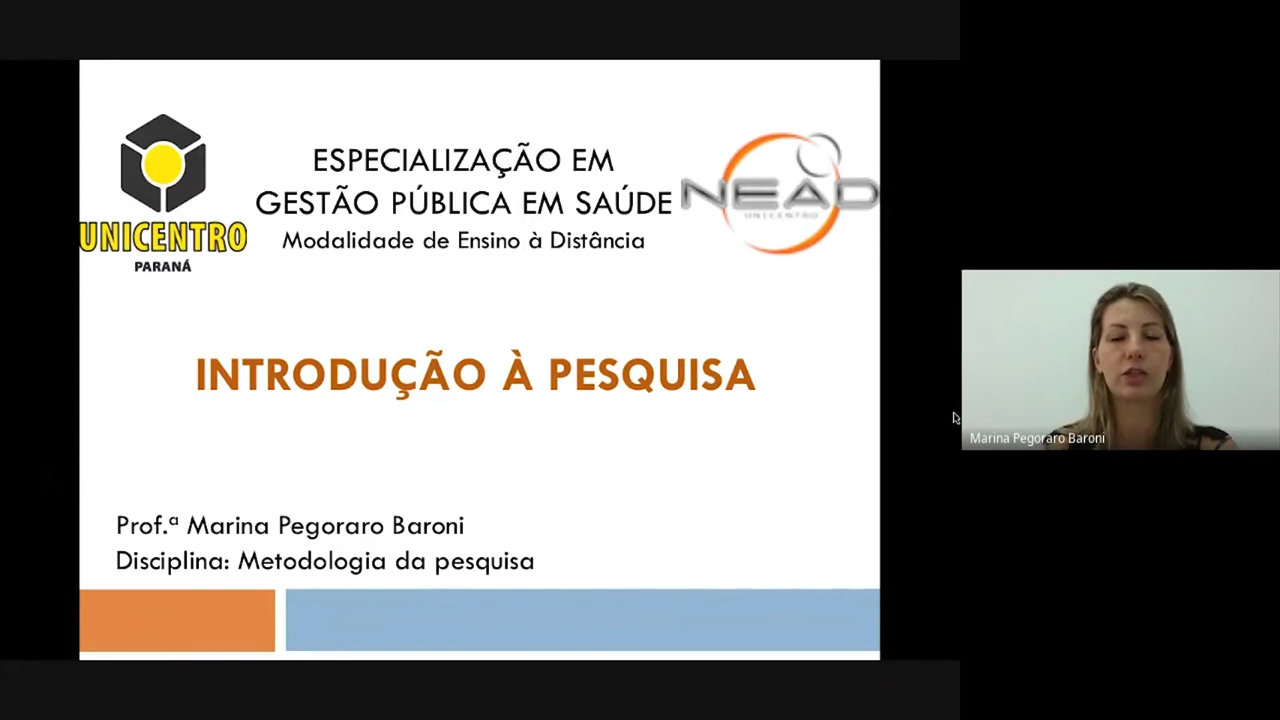 ESPECIALIZAÇÃO EM
GESTÃO PÚBLICA EM SAÚDE
Modalidade de Ensino à Distância
UNICENTRO
PARANÁ
NEAD
UNICENTRO
INTRODUÇÃO À PESQUISA
Prof.ª Marina Pegoraro Baroni
Disciplina: Metodologia da pesquisa
Marina Pegoraro Baroni